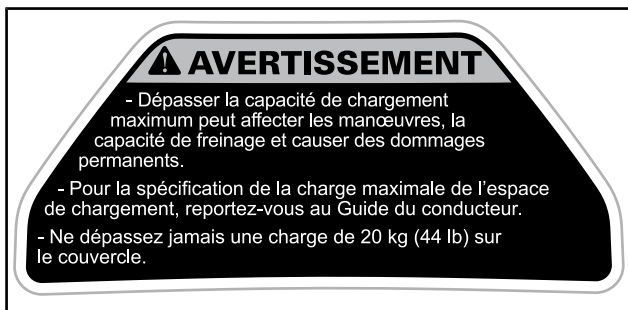 AVERTISSEMENT
- Dépasser la capacité de chargement
maximum peut affecter les manœuvres, la
capacité de freinage et causer des dommages
permanents.
- Pour la spécification de la charge maximale de l'espace
de chargement, reportez-vous au Guide du conducteur.
- Ne dépassez jamais une charge de 20 kg (44 lb) sur
le couvercle.